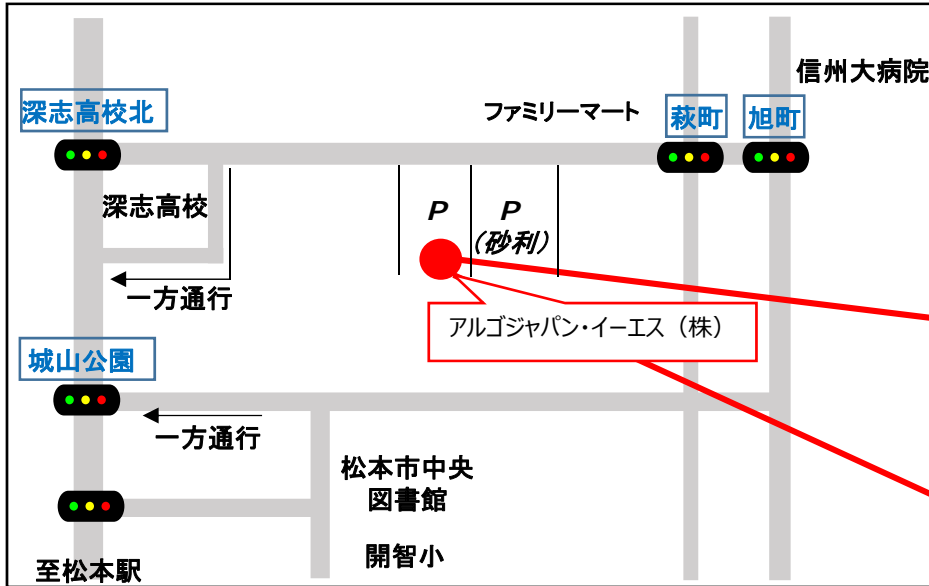 信州大病院
深志高校北
ファミリーマート
萩町
旭町
深志高校
P
P
(砂利)
一方通行
アルゴジャパン・イーエス（株）
城山公園
一方通行
松本市中央
図書館
開智小
至松本駅